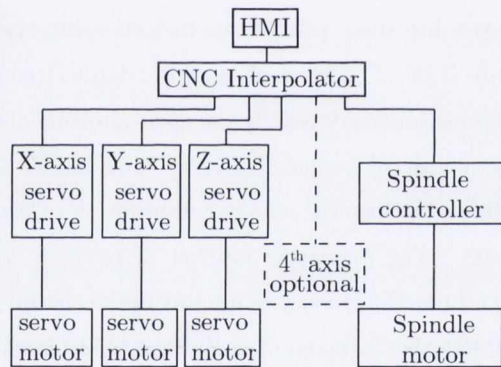 HMI
CNC Interpolator
X-axis
servo
drive
Y-axis
servo
drive
Z-axis
servo
drive
Spindle
controller
4th axis
optional
servo
motor
servo
motor
servo
motor
Spindle
motor